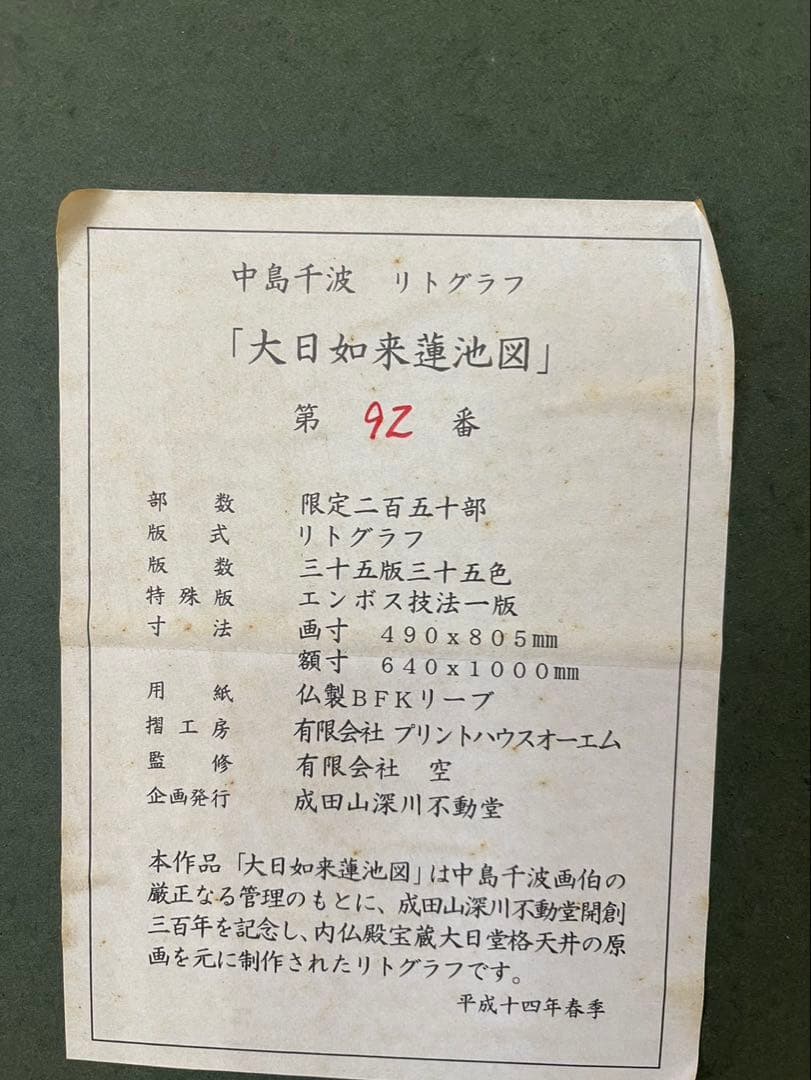 中島千波 リトグラフ
「大日如来蓮池図」
第 92 番
部数 限定二百五十部
版式 リトグラフ
版数 三十五版三十五色
特殊版 エンボス技法一版
寸法 画寸 490x805㎜
額寸 640x1000㎜
用紙 仏製BFKリーブ
摺工房 有限会社 プリントハウスオーエム
監修 有限会社 空
企画発行 成田山深川不動堂
本作品「大日如来蓮池図」は中島千波画伯の
厳正なる管理のもとに、成田山深川不動堂開創
三百年を記念し、内仏殿宝蔵大日堂格天井の原
画を元に制作されたリトグラフです。
平成十四年春季